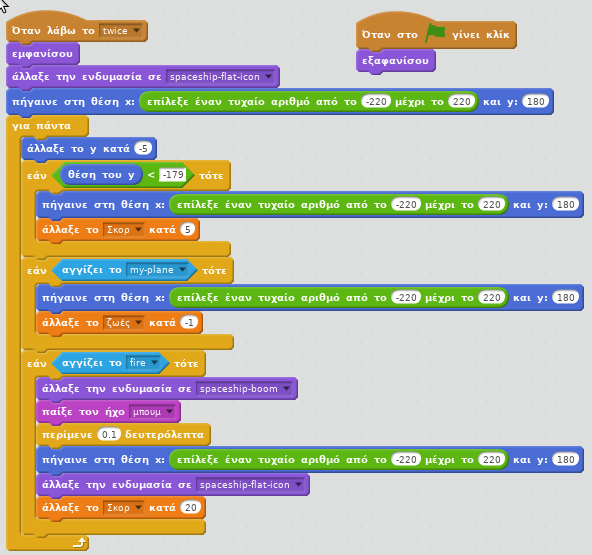 Όταν λάβω το twice
εμφανίσου
άλλαξε την ενδυμασία σε spaceship-flat-icon
πήγαινε στη θέση x: επίλεξε έναν τυχαίο αριθμό από το -220 μέχρι το 220 και y: 180
για πάντα
άλλαξε το y κατά -5
εάν θέση του y < -179 τότε
πήγαινε στη θέση x: επίλεξε έναν τυχαίο αριθμό από το -220 μέχρι το 220 και y: 180
άλλαξε το Σκορ κατά 5
εάν αγγίζει το my-plane τότε
πήγαινε στη θέση x: επίλεξε έναν τυχαίο αριθμό από το -220 μέχρι το 220 και y: 180
άλλαξε το ζωές κατά -1
εάν αγγίζει το fire τότε
άλλαξε την ενδυμασία σε spaceship-boom
παίξε τον ήχο μπουμ
περίμενε 0.1 δευτερόλεπτα
πήγαινε στη θέση x: επίλεξε έναν τυχαίο αριθμό από το -220 μέχρι το 220 και y: 180
άλλαξε την ενδυμασία σε spaceship-flat-icon
άλλαξε το Σκορ κατά 20
Όταν στο γίνει κλίκ
εξαφανίσου